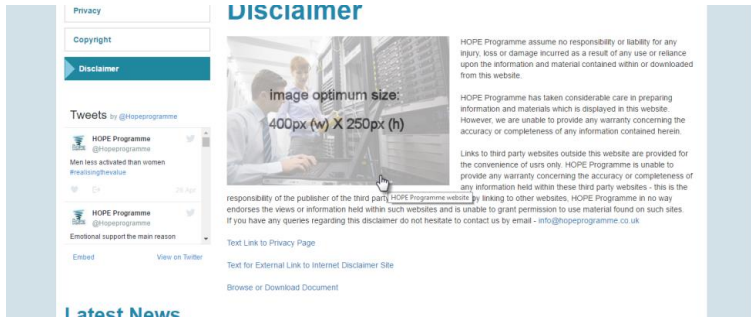 Privacy
Copyright
Disclaimer
Tweets by @Hopeprogramme
HOPE Programme
@Hopeprogramme
Men less activated than women
#realisingthevalue
26 Apr
HOPE Programme
@Hopeprogramme
Emotional support the main reason
Embed
View on Twitter
Latest News
Disclaimer
image optimum size:
400px (w) X 250px (h)
HOPE Programme assume no responsibility or liability for any
injury, loss or damage incurred as a result of any use or reliance
upon the information and material contained within or downloaded
from this website.
HOPE Programme has taken considerable care in preparing
information and materials which is displayed in this website.
However, we are unable to provide any warranty concerning the
accuracy or completeness of any information contained herein.
Links to third party websites outside this website are provided for
the convenience of usrs only. HOPE Programme is unable to
provide any warranty concerning the accuracy or completeness of
any information held within these third party websites - this is the
responsibility of the publisher of the third party
HOPE Programme website
by linking to other websites, HOPE Programme in no way
endorses the views or information held within such websites and is unable to grant permission to use material found on such sites.
If you have any queries regarding this disclaimer do not hesitate to contact us by email - info@hopeprogramme.co.uk
Text Link to Privacy Page
Text for External Link to Internet Disclaimer Site
Browse or Download Document